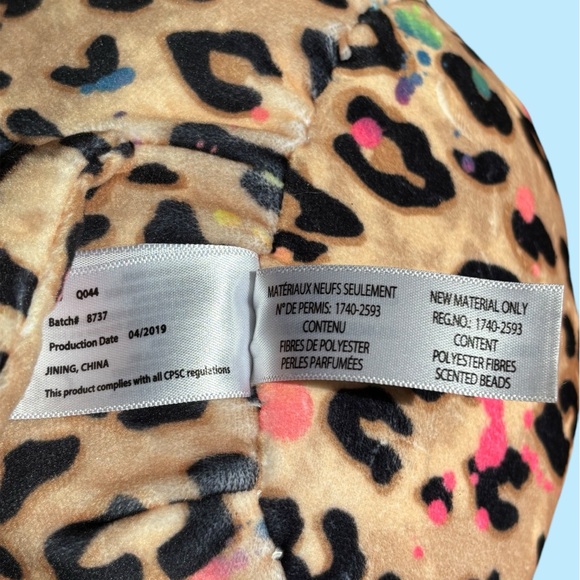 Q044
Batch# 8737
Production Date 04/2019
JINING, CHINA
This product complies with all CPSC regulations
MATÉRIAUX NEUFS SEULEMENT
N° DE PERMIS: 1740-2593
CONTENU
FIBRES DE POLYESTER
PERLES PARFUMÉES
NEW MATERIAL ONLY
REG.NO.: 1740-2593
CONTENT
POLYESTER FIBRES
SCENTED BEADS